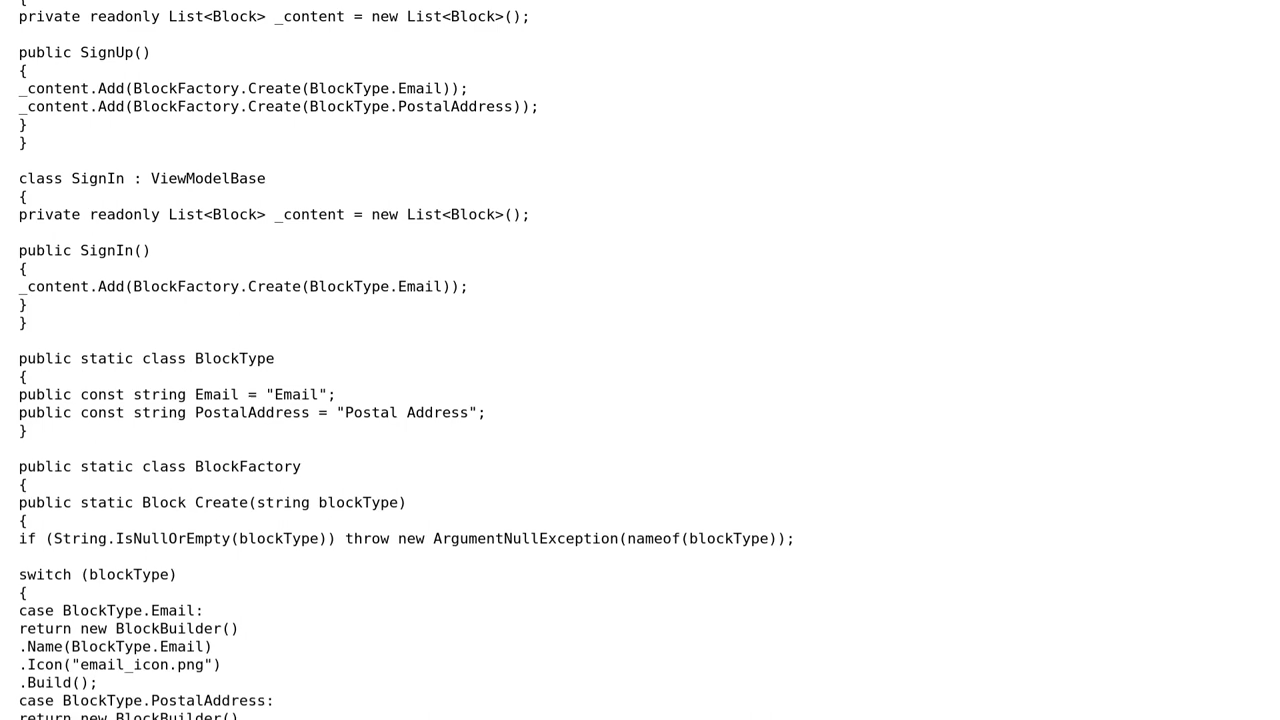 {
private readonly List<Block> _content = new List<Block>();
public SignUp()
{
_content.Add(BlockFactory.Create(BlockType.Email));
_content.Add(BlockFactory.Create(BlockType.PostalAddress));
}
}
class SignIn : ViewModelBase
{
private readonly List<Block> _content = new List<Block>();
public SignIn()
{
_content.Add(BlockFactory.Create(BlockType.Email));
}
}
public static class BlockType
{
public const string Email = "Email";
public const string PostalAddress = "Postal Address";
}
public static class BlockFactory
{
public static Block Create(string blockType)
{
if (String.IsNullOrEmpty(blockType)) throw new ArgumentNullException(nameof(blockType));
switch (blockType)
{
case BlockType.Email:
return new BlockBuilder()
.Name(BlockType.Email)
.Icon("email_icon.png")
.Build();
case BlockType.PostalAddress:
return new BlockBuilder()